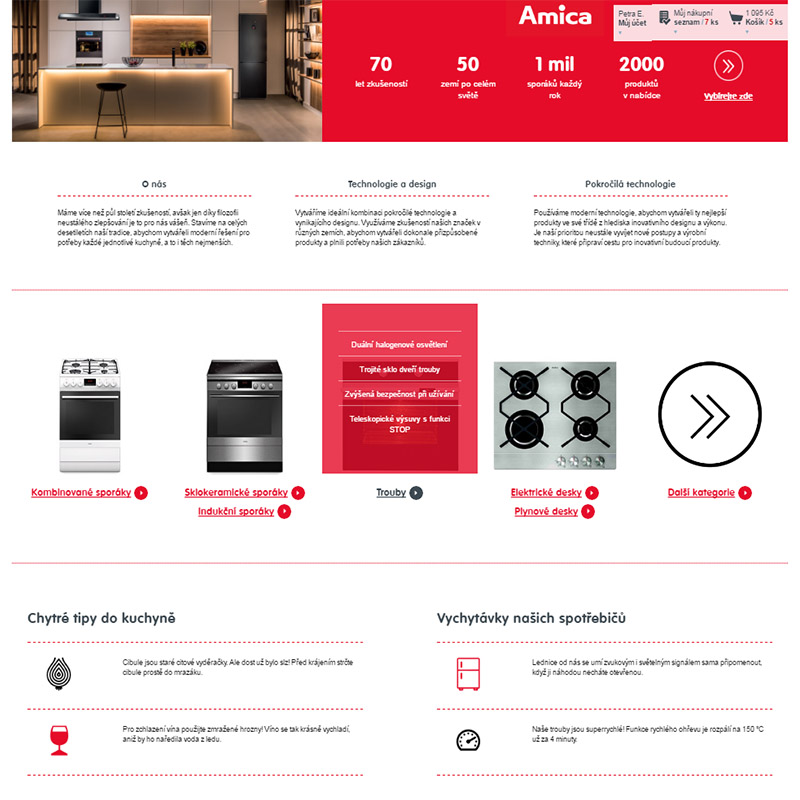 Amica
Petra E.
Můj účet
Můj nákupní
seznam / 7 ks
1 095 Kč
Košík / 5 ks
70
let zkušeností
50
zemí po celém
světě
1 mil
sporáků každý
rok
2000
produktů
v nabídce
Vybírejte zde
O nás
Máme více než půl století zkušeností, avšak jen díky filozofii
neustálého zlepšování je to pro nás vášeň. Stavíme na celých
desetiletích naší tradice, abychom vytvářeli moderní řešení pro
potřeby každé jednotlivé kuchyně, a to i těch nejmenších.
Technologie a design
Vytváříme ideální kombinaci pokročilé technologie a
vynikajícího designu. Využíváme zkušeností našich značek v
různých zemích, abychom vytvářeli dokonale přizpůsobené
produkty a plnili potřeby našich zákazníků.
Pokročilá technologie
Používáme moderní technologie, abychom vytvářeli ty nejlepší
produkty ve své třídě z hlediska inovativního designu a výkonu.
Je naší prioritou neustále vyvíjet nové postupy a výrobní
techniky, které připraví cestu pro inovativní budoucí produkty.
Duální halogenové osvětlení
Trojité sklo dveří trouby
Zvýšená bezpečnost při užívání
Teleskopické výsuvy s funkcí
STOP
Kombinované sporáky
Sklokeramické sporáky
Indukční sporáky
Trouby
Elektrické desky
Plynové desky
Další kategorie
Chytré tipy do kuchyně
Cibule jsou staré citové vyděračky. Ale dost už bylo slz! Před krájením strčte
cibule prostě do mrazáku.
Pro zchlazení vína použijte zmražené hrozny! Víno se tak krásně vychladí,
aniž by ho naředila voda z ledu.
Vychytávky našich spotřebičů
Lednice od nás se umí zvukovým i světelným signálem sama připomenout,
když ji náhodou necháte otevřenou.
Naše trouby jsou superrychlé! Funkce rychlého ohřevu je rozpálí na 150 °C
už za 4 minuty.